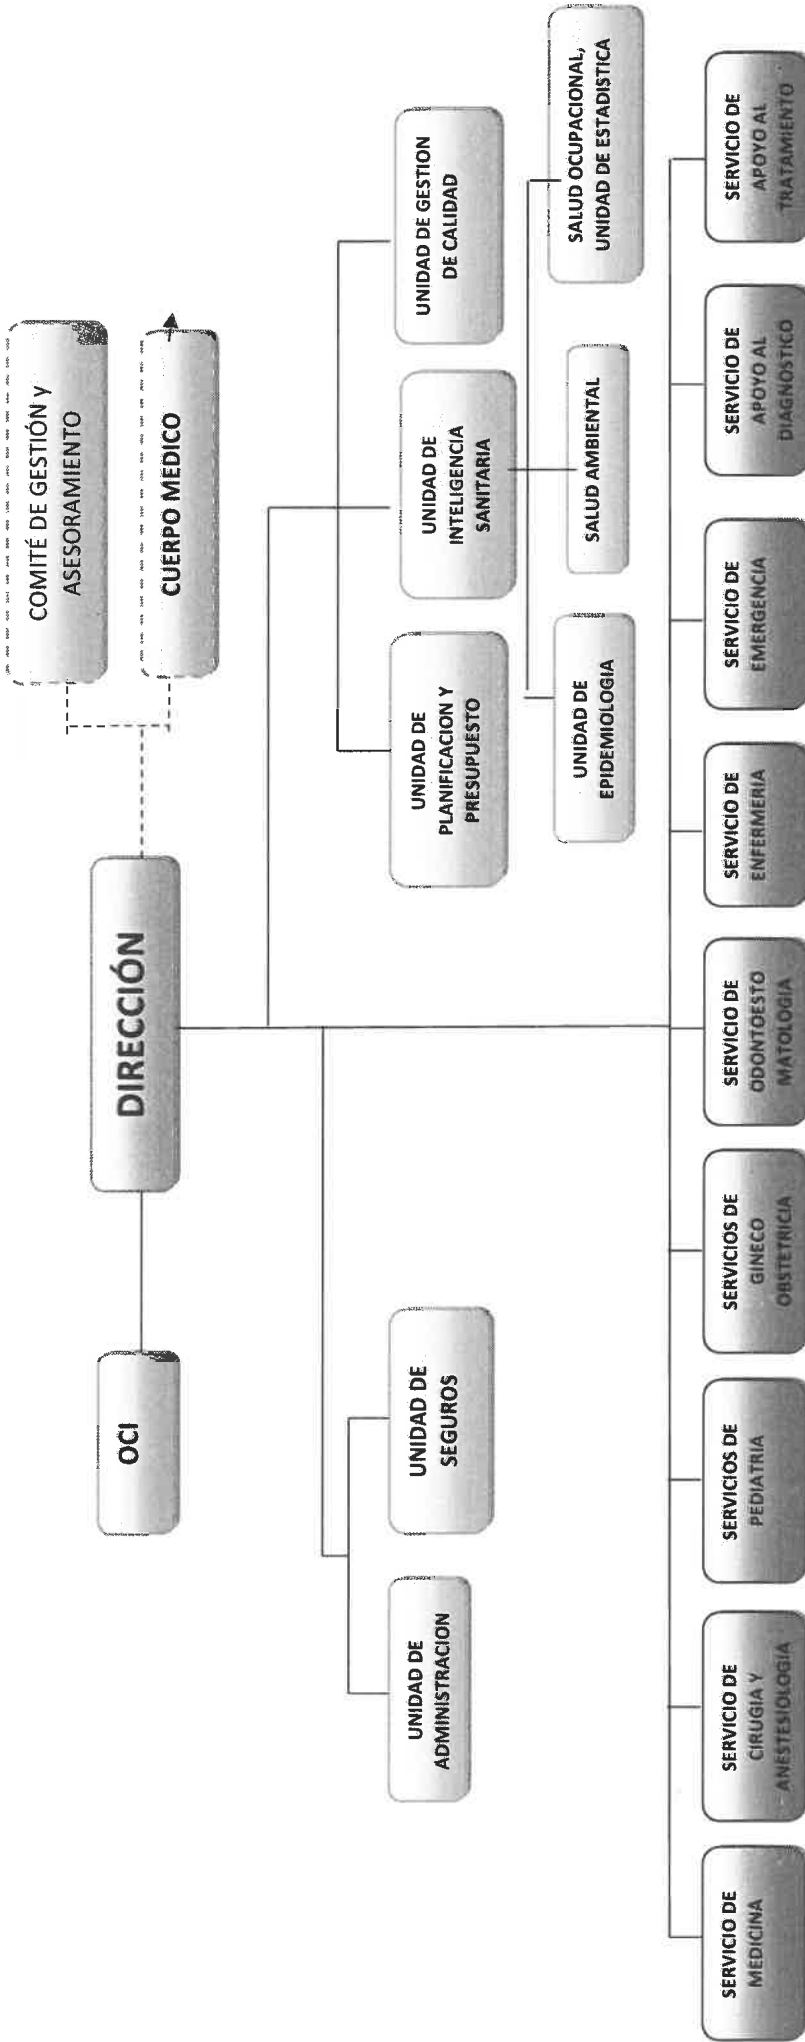 COMITÉ DE GESTIÓN y
ASESORAMIENTO
OCI
DIRECCIÓN
CUERPO MEDICO
UNIDAD DE
ADMINISTRACION
UNIDAD DE
SEGUROS
UNIDAD DE
PLANIFICACION Y
PRESUPUESTO
UNIDAD DE
INTELIGENCIA
SANITARIA
UNIDAD DE GESTION
DE CALIDAD
UNIDAD DE
EPIDEMIOLOGIA
SALUD AMBIENTAL
SALUD OCUPACIONAL,
UNIDAD DE ESTADISTICA
SERVICIO DE
MEDICINA
SERVICIO DE
CIRUGIA Y
ANESTESIOLOGIA
SERVICIOS DE
PEDIATRIA
SERVICIOS DE
GINECO
OBSTETRICIA
SERVICIO DE
ODONTOESTO
MATOLOGIA
SERVICIO DE
ENFERMERIA
SERVICIO DE
EMERGENCIA
SERVICIO DE
APOYO AL
DIAGNOSTICO
SERVICIO DE
APOYO AL
TRATAMIENTO